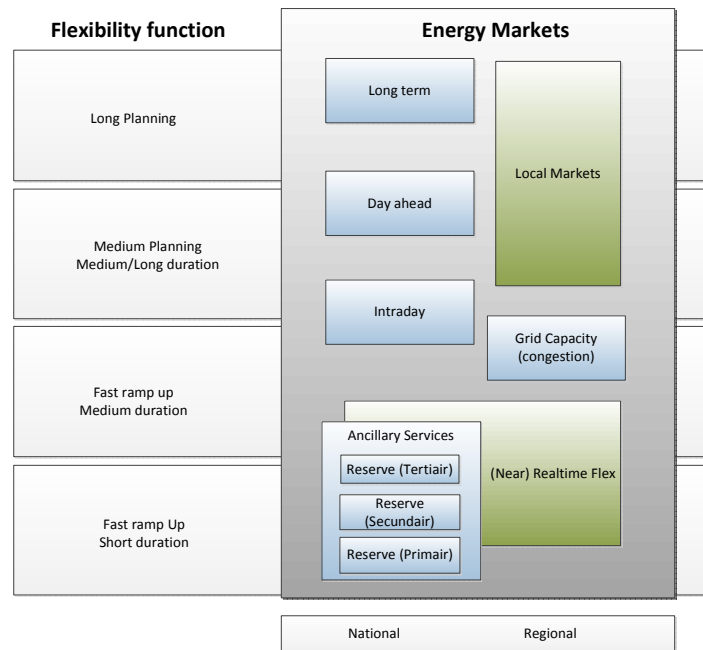 Flexibility function
Energy Markets
Long Planning
Long term
Local Markets
Medium Planning
Medium/Long duration
Day ahead
Intraday
Grid Capacity
(congestion)
Fast ramp up
Medium duration
Ancillary Services
Reserve (Tertiair)
(Near) Realtime Flex
Reserve
(Secundair)
Reserve (Primair)
Fast ramp Up
Short duration
National
Regional